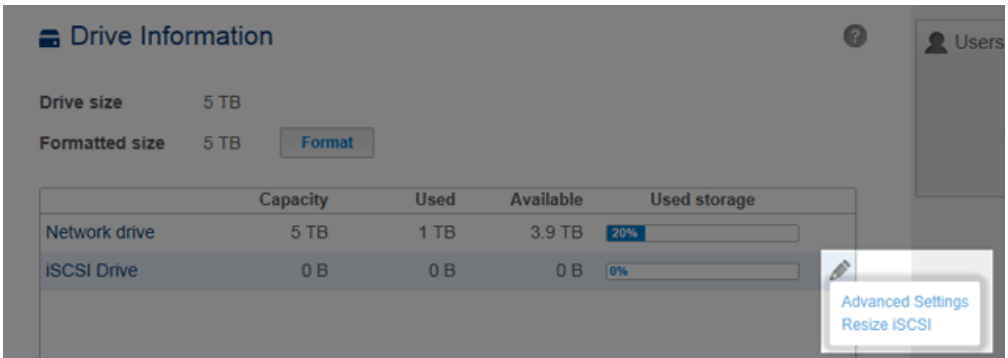 Drive Information
Users
Drive size 5 TB
Formatted size 5 TB Format
Capacity Used Available Used storage
Network drive 5 TB 1 TB 3.9 TB 20%
iSCSI Drive 0 B 0 B 0 B 0%
Advanced Settings
Resize iSCSI